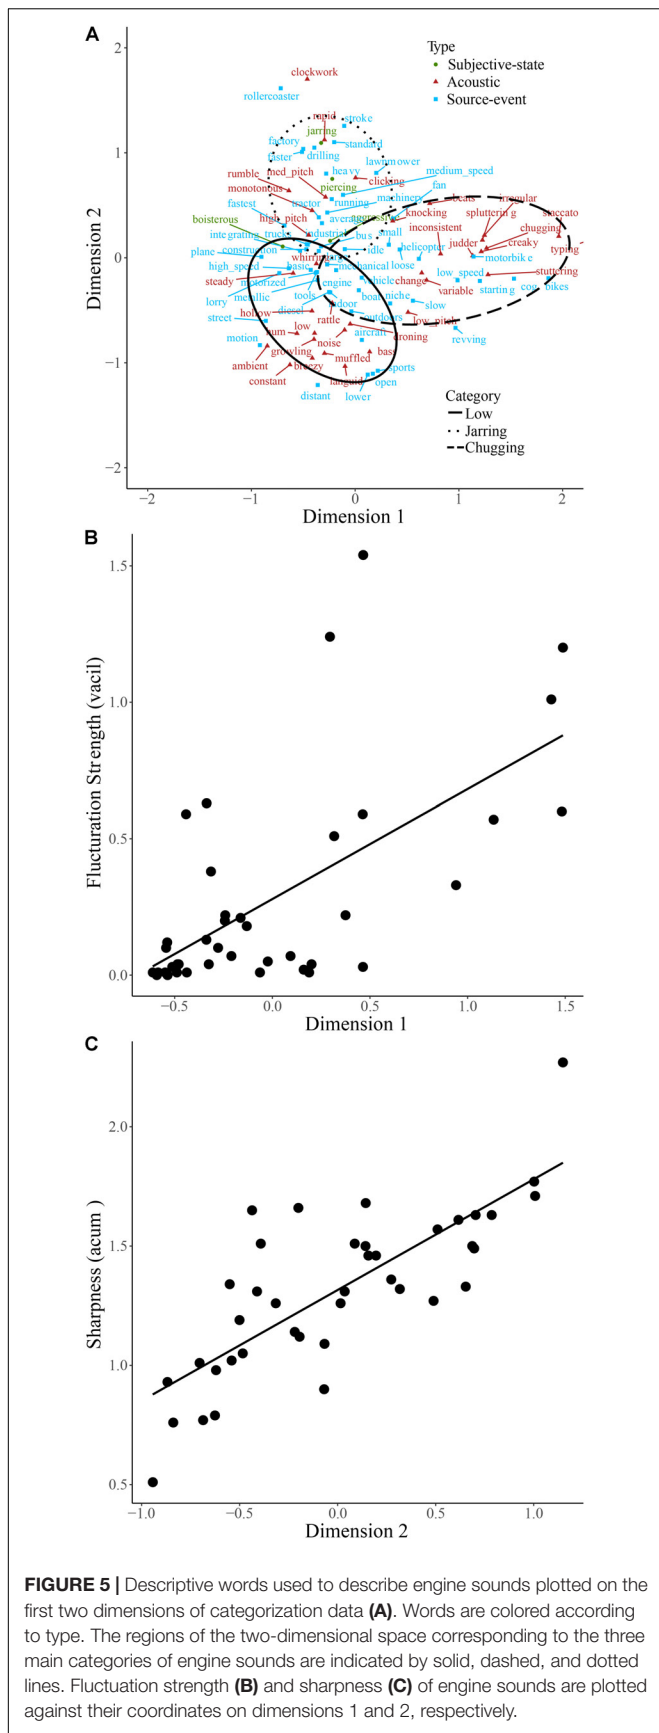 A
2
1
0
−1
−2
−2
−1
0
1
2
Dimension 2
Dimension 1
Type
Subjective-state
Acoustic
Source-event
clockwork
rollercoaster
rapid
stroke
jarring
factory
standard
faster
drilling
lawnmower
rumble
med_pitch
heavy
medium_speed
clicking
fan
monotonous
piercing
tractor
running
machinery
boats
irregular
fastest
high_pitch
average
aggressive
knocking
spluttering
staccato
boisterous
inconsistent
chugging
integrating_trucks
industrial
bus
small
judder
creaky
typing
plane
construction
whirring
idle
helicopter
motorbike
high_speed
basic
mechanical
loose
low_speed
stuttering
steady
motorized
engine
vehicle
change
lorry
metallic
tools
boat
niche
variable
starting
cog
bikes
hollow
diesel
indoor
slow
street
rattle
outdoors
low_pitch
hum
low
motion
noise
aircraft
droning
revving
growling
muffled
bass
ambient
breezy
sports
constant
languid
open
distant
lower
Category
Low
Jarring
Chugging
B
1.5
1.0
0.5
0.0
Flucturation Strength (vacil)
−0.5
0.0
0.5
1.0
1.5
Dimension 1
C
2.0
1.5
1.0
0.5
Sharpness (acum )
−1.0
−0.5
0.0
0.5
1.0
Dimension 2
FIGURE 5 | Descriptive words used to describe engine sounds plotted on the
first two dimensions of categorization data (A). Words are colored according
to type. The regions of the two-dimensional space corresponding to the three
main categories of engine sounds are indicated by solid, dashed, and dotted
lines. Fluctuation strength (B) and sharpness (C) of engine sounds are plotted
against their coordinates on dimensions 1 and 2, respectively.